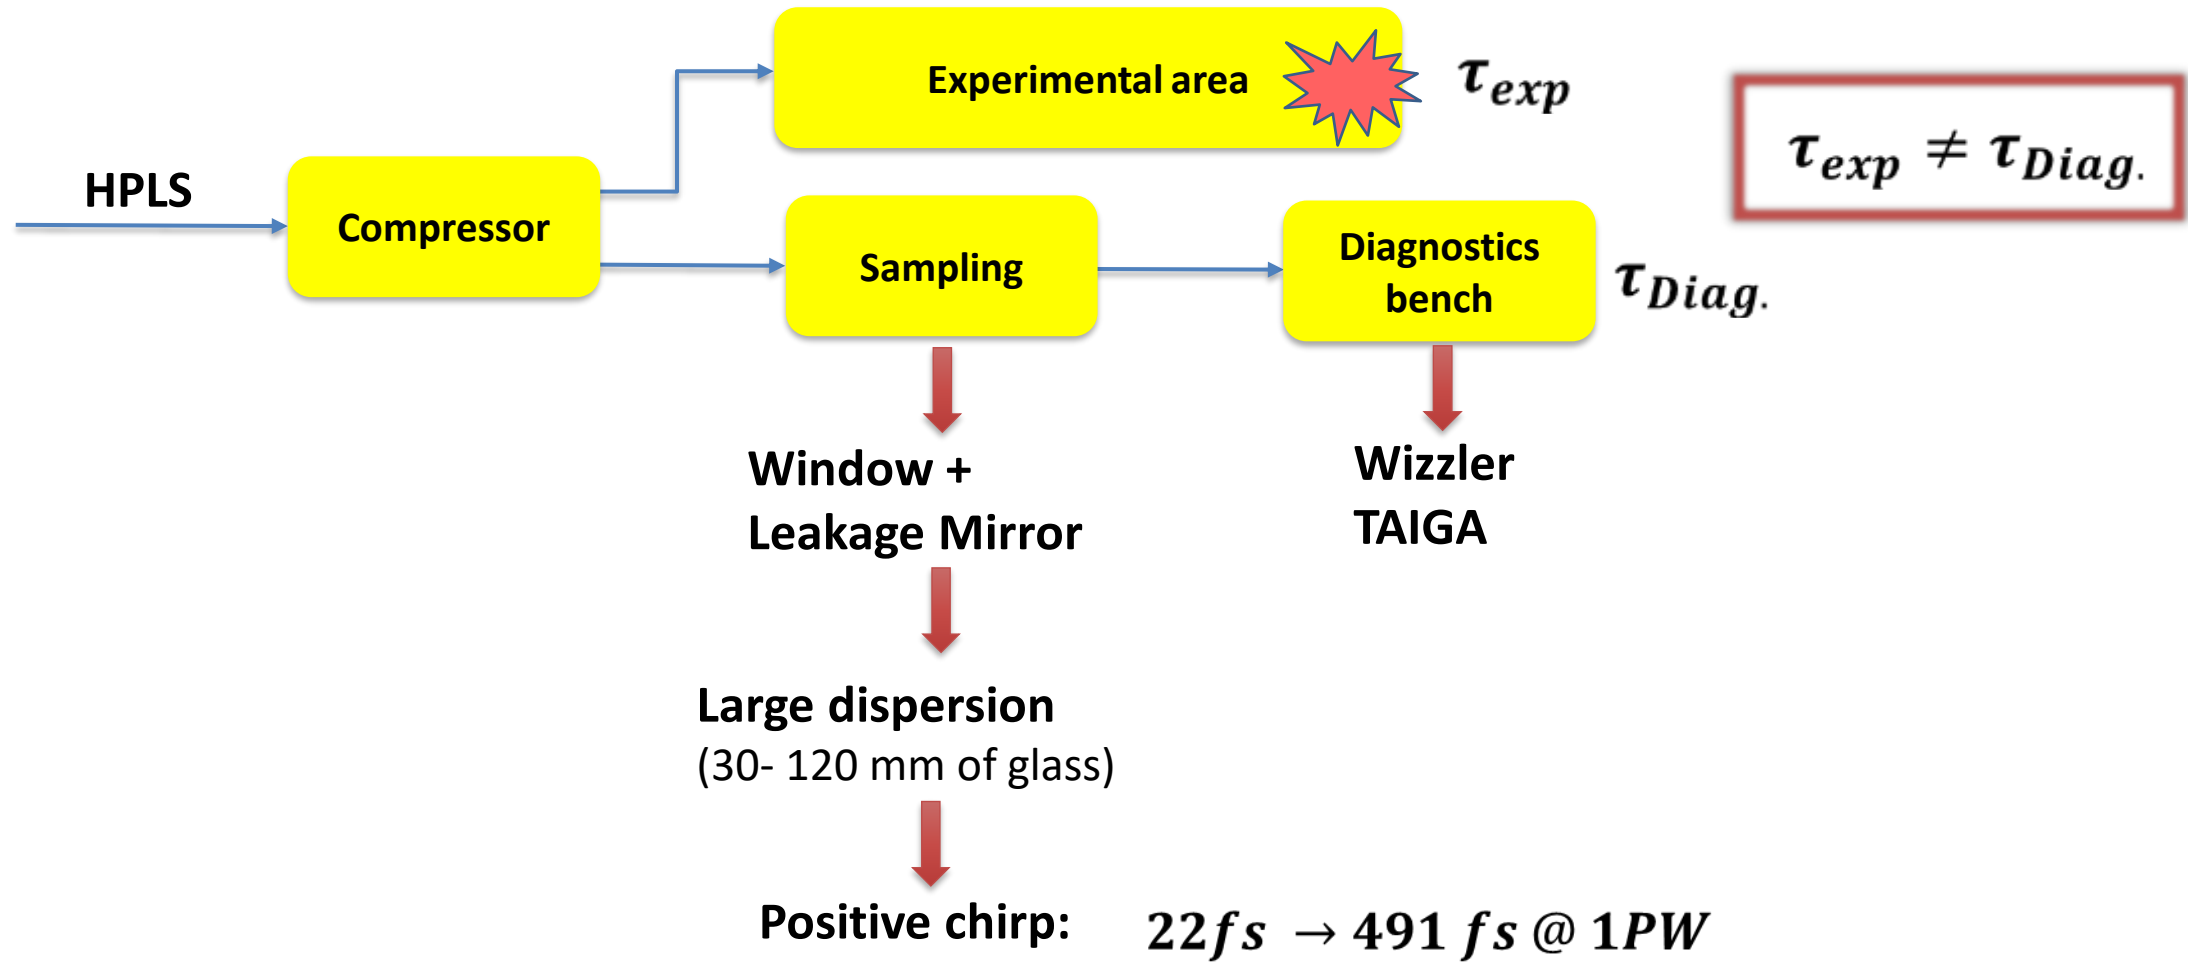 Experimental area
τexp
τexp ≠ τDiag.
HPLS
Compressor
Sampling
Diagnostics
bench
τDiag.
Window +
Leakage Mirror
Wizzler
TAIGA
Large dispersion
(30- 120 mm of glass)
Positive chirp:
22fs → 491 fs @ 1PW